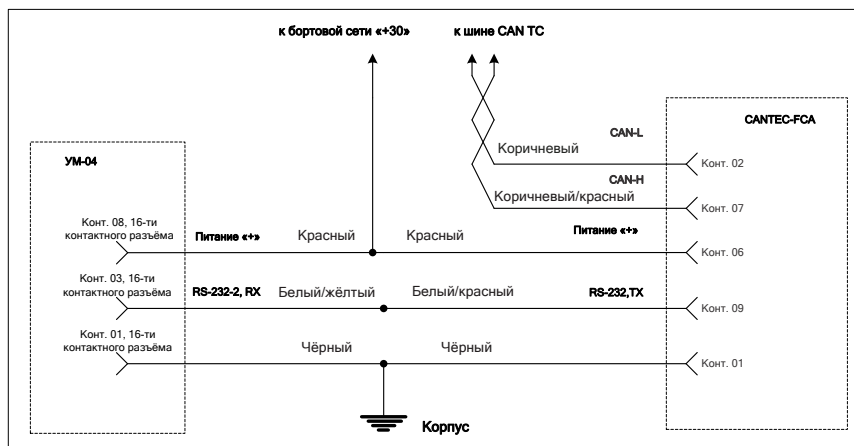 к бортовой сети «+30»
к шине CAN ТС
CANTEC-FCA
УМ-04
CAN-L
Коричневый
Конт. 02
CAN-H
Коричневый/красный
Конт. 07
Конт. 08, 16-ти
контактного разъёма
Питание «+»
Красный
Красный
Питание «+»
Конт. 06
Конт. 03, 16-ти
контактного разъёма
RS-232-2, RX
Белый/жёлтый
Белый/красный
RS-232,TX
Конт. 09
Конт. 01, 16-ти
контактного разъёма
Чёрный
Чёрный
Конт. 01
Корпус